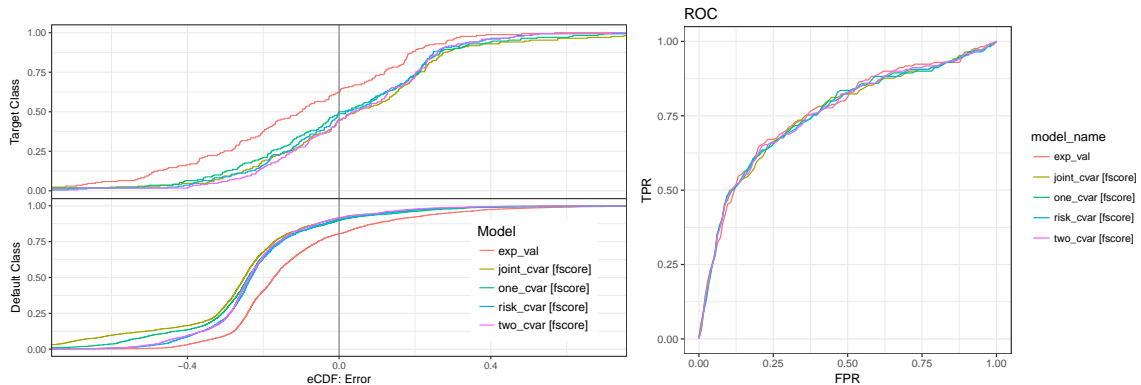 1.00
0.75
0.50
0.25
0.00
Target Class
1.00
0.75
0.50
0.25
0.00
Default Class
Model
exp_val
joint_cvar [fscore]
one_cvar [fscore]
risk_cvar [fscore]
two_cvar [fscore]
−0.4
0.0
0.4
eCDF: Error
ROC
1.00
0.75
0.50
0.25
0.00
TPR
0.00
0.25
0.50
0.75
1.00
FPR
model_name
exp_val
joint_cvar [fscore]
one_cvar [fscore]
risk_cvar [fscore]
two_cvar [fscore]